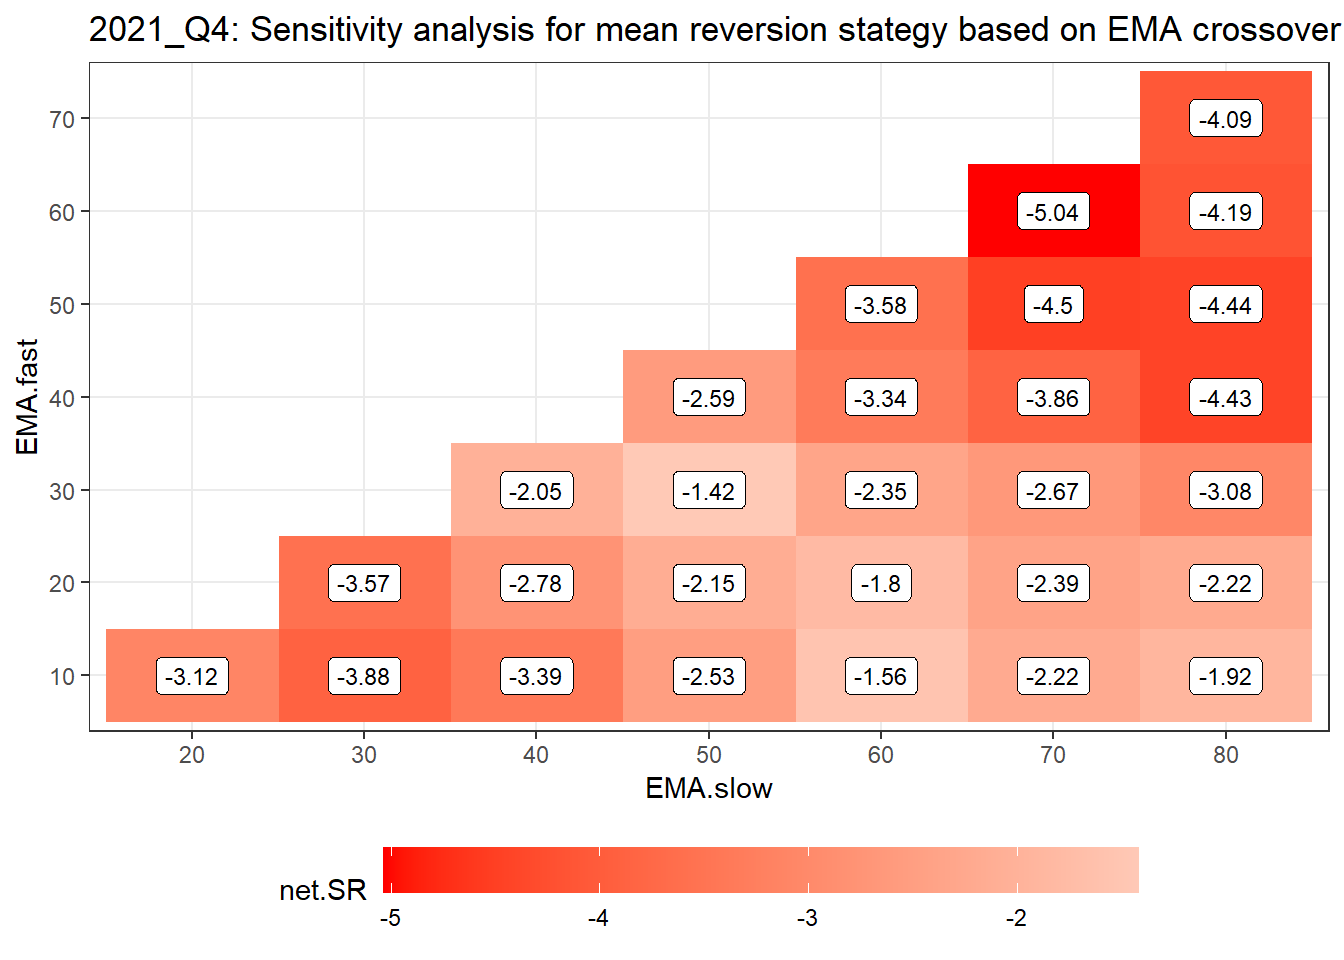 2021_Q4: Sensitivity analysis for mean reversion stategy based on EMA crossover
70 -4.09
60 -5.04 -4.19
50 -3.58 -4.5 -4.44
40 -2.59 -3.34 -3.86 -4.43
30 -2.05 -1.42 -2.35 -2.67 -3.08
20 -3.57 -2.78 -2.15 -1.8 -2.39 -2.22
10 -3.12 -3.88 -3.39 -2.53 -1.56 -2.22 -1.92
EMA.fast
20 30 40 50 60 70 80
EMA.slow
net.SR
-5 -4 -3 -2